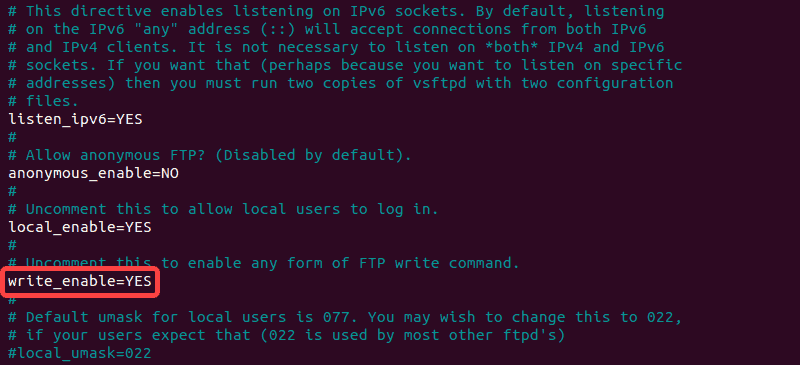 # This directive enables listening on IPv6 sockets. By default, listening
# on the IPv6 "any" address (::) will accept connections from both IPv6
# and IPv4 clients. It is not necessary to listen on *both* IPv4 and IPv6
# sockets. If you want that (perhaps because you want to listen on specific
# addresses) then you must run two copies of vsftpd with two configuration
# files.
listen_ipv6=YES
#
# Allow anonymous FTP? (Disabled by default).
anonymous_enable=NO
#
# Uncomment this to allow local users to log in.
local_enable=YES
#
# Uncomment this to enable any form of FTP write command.
write_enable=YES
#
# Default umask for local users is 077. You may wish to change this to 022,
# if your users expect that (022 is used by most other ftpd's)
#local_umask=022